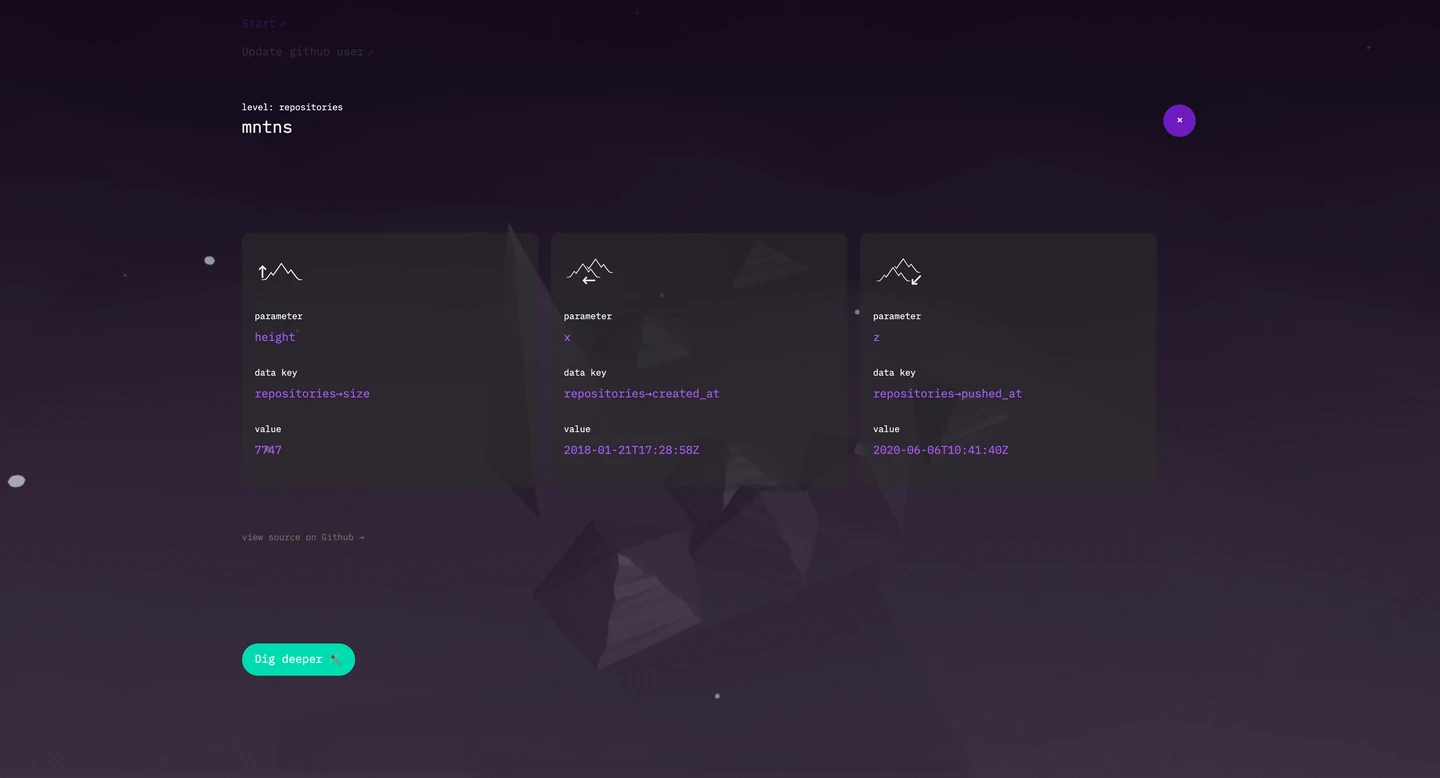 Start ↗
Update github user ↗
level: repositories
mntns
×
parameter
height
data key
repositories→size
value
7747
parameter
x
data key
repositories→created_at
value
2018-01-21T17:28:58Z
parameter
z
data key
repositories→pushed_at
value
2020-06-06T10:41:40Z
view source on Github →
Dig deeper